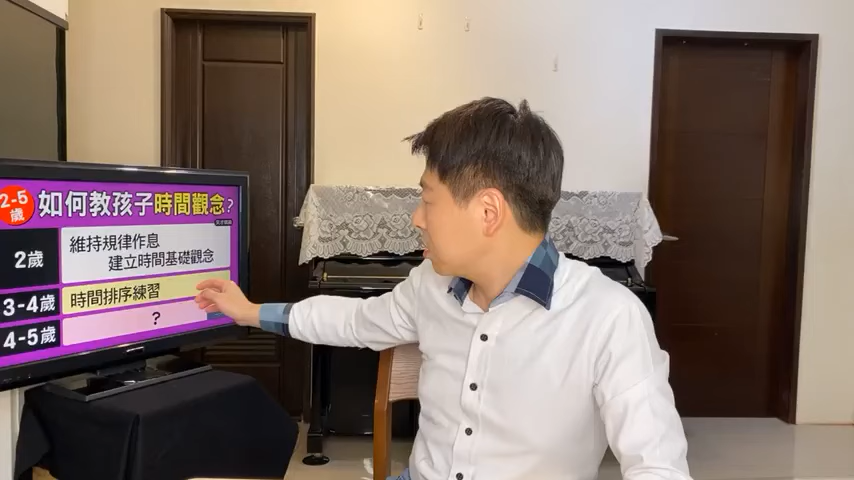 2-5
歲
如何教孩子時間觀念?
2歲
維持規律作息
建立時間基礎觀念
3-4歲
時間排序練習
4-5歲
?